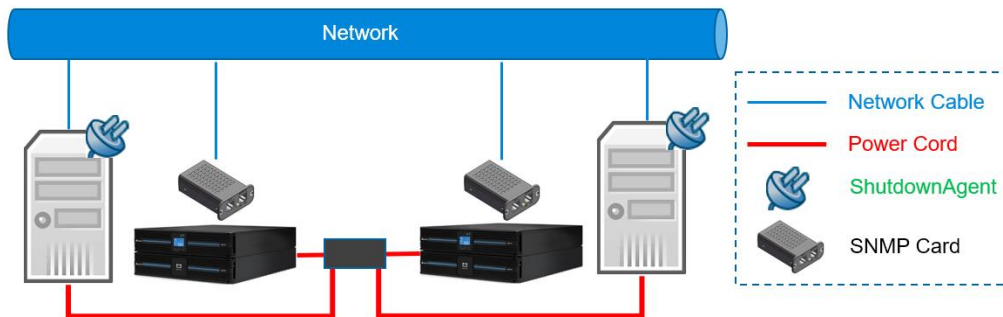 Network
Network Cable
Power Cord
ShutdownAgent
SNMP Card